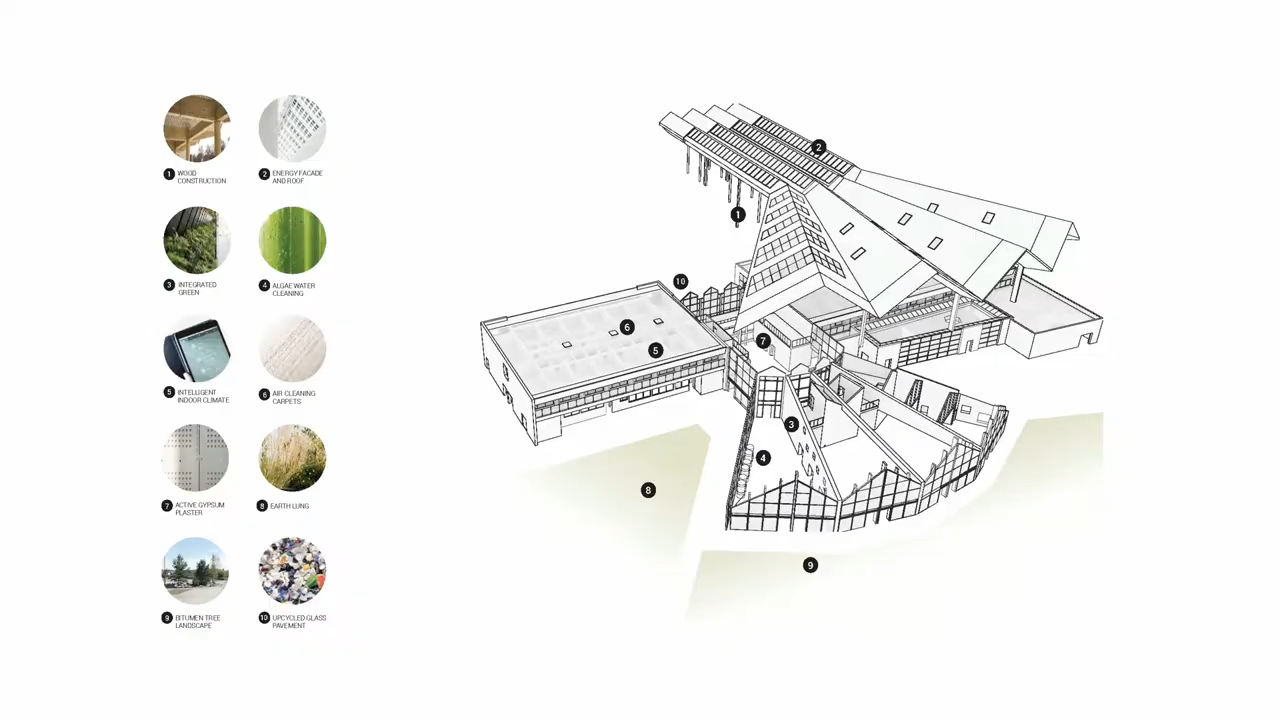 1 WOOD
CONSTRUCTION
2 ENERGY FACADE
AND ROOF
3 INTEGRATED
GREEN
4 ALGAE WATER
CLEANING
5 INTELLIGENT
INDOOR CLIMATE
6 AIR CLEANING
CARPETS
7 ACTIVE GYPSUM
PLASTER
8 EARTH LUNG
9 BITUMEN TREE
LANDSCAPE
10 UPCYCLED GLASS
PAVEMENT
2
1
10
6
5
7
3
4
8
9